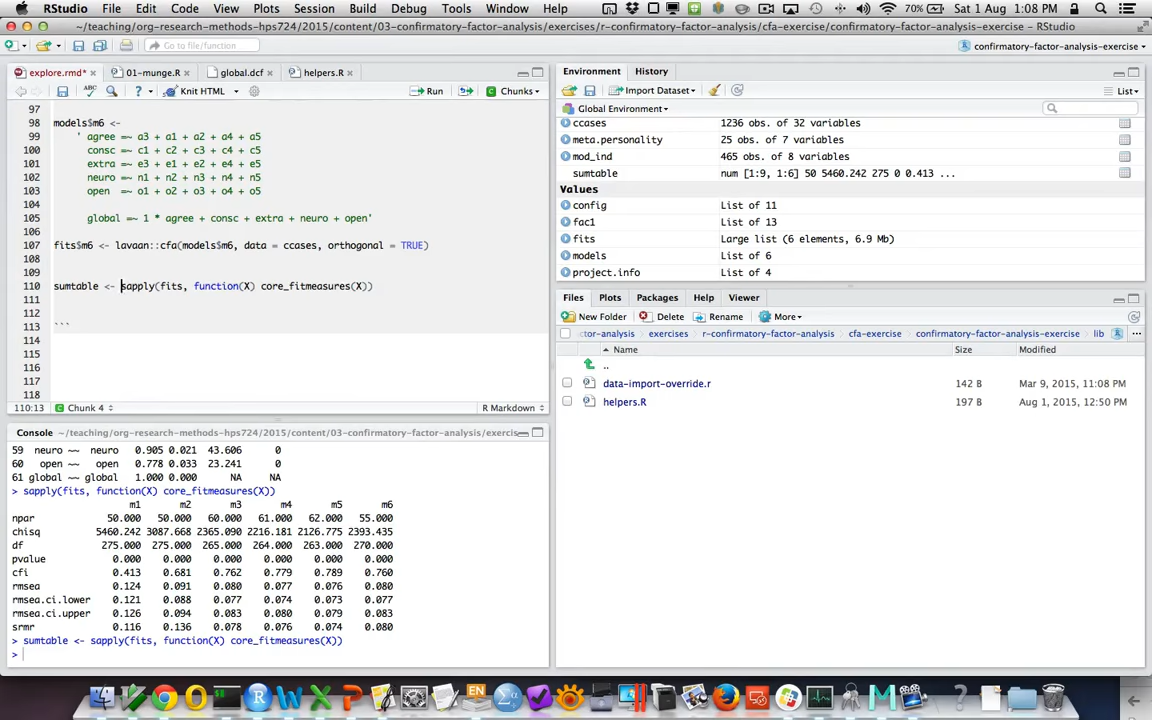 RStudio File Edit Code View Plots Session Build Debug Tools Window Help 70% Sat 1 Aug 1:08 PM
~/teaching/org-research-methods-hps724/2015/content/03-confirmatory-factor-analysis/exercises/r-confirmatory-factor-analysis/cfa-exercise/confirmatory-factor-analysis-exercise - RStudio
Go to file/function
confirmatory-factor-analysis-exercise
explore.rmd* 01-munge.R global.dcf helpers.R
ABC Knit HTML Run Chunks
97
98 models$m6 <-
99 ' agree =~ a3 + a1 + a2 + a4 + a5
100 consc =~ c1 + c2 + c3 + c4 + c5
101 extra =~ e3 + e1 + e2 + e4 + e5
102 neuro =~ n1 + n2 + n3 + n4 + n5
103 open =~ o1 + o2 + o3 + o4 + o5
104
105 global =~ 1 * agree + consc + extra + neuro + open'
106
107 fits$m6 <- lavaan::cfa(models$m6, data = ccases, orthogonal = TRUE)
108
109
110 sumtable <- sapply(fits, function(X) core_fitmeasures(X))
111
112
113 ```
114
115
116
117
118
110:13 Chunk 4 R Markdown
Console ~/teaching/org-research-methods-hps724/2015/content/03-confirmatory-factor-analysis/exercis
59 neuro ~~ neuro 0.905 0.021 43.606 0
60 open ~~ open 0.778 0.033 23.241 0
61 global ~~ global 1.000 0.000 NA NA
> sapply(fits, function(X) core_fitmeasures(X))
m1 m2 m3 m4 m5 m6
npar 50.000 50.000 60.000 61.000 62.000 55.000
chisq 5460.242 3087.668 2365.090 2216.181 2126.775 2393.435
df 275.000 275.000 265.000 264.000 263.000 270.000
pvalue 0.000 0.000 0.000 0.000 0.000 0.000
cfi 0.413 0.681 0.762 0.779 0.789 0.760
rmsea 0.124 0.091 0.080 0.077 0.076 0.080
rmsea.ci.lower 0.121 0.088 0.077 0.074 0.073 0.077
rmsea.ci.upper 0.126 0.094 0.083 0.080 0.079 0.083
srmr 0.116 0.136 0.078 0.076 0.074 0.080
> sumtable <- sapply(fits, function(X) core_fitmeasures(X))
>
Environment History
Import Dataset List
Global Environment
ccases 1236 obs. of 32 variables
meta.personality 25 obs. of 7 variables
mod_ind 465 obs. of 8 variables
sumtable num [1:9, 1:6] 50 5460.242 275 0 0.413 ...
Values
config List of 11
fac1 List of 13
fits Large list (6 elements, 6.9 Mb)
models List of 6
project.info List of 4
Files Plots Packages Help Viewer
New Folder Delete Rename More
ctor-analysis exercises r-confirmatory-factor-analysis cfa-exercise confirmatory-factor-analysis-exercise lib ...
Name Size Modified
..
data-import-override.r 142 B Mar 9, 2015, 11:08 PM
helpers.R 197 B Aug 1, 2015, 12:50 PM